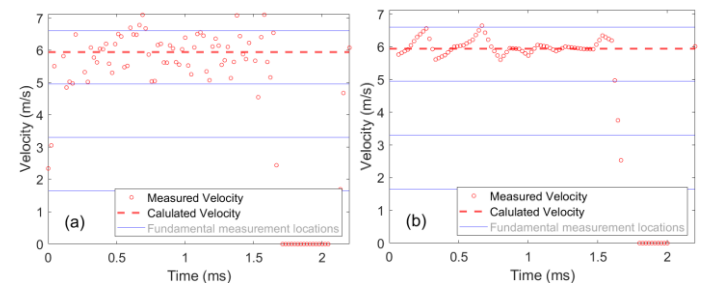 7
6
5
4
3
2
1
0
Velocity (m/s)
(a)
Measured Velocity
Calulated Velocity
Fundamental measurement locations
0
0.5
1
1.5
2
Time (ms)
7
6
5
4
3
2
1
0
Velocity (m/s)
(b)
Measured Velocity
Calulated Velocity
Fundamental measurement locations
0
0.5
1
1.5
2
Time (ms)